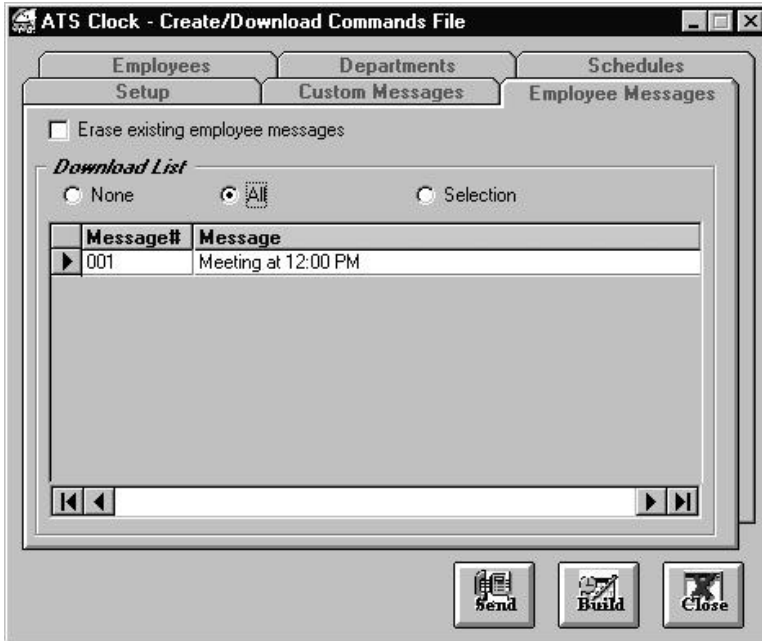 ATS Clock - Create/Download Commands File
Employees Departments Schedules
Setup Custom Messages Employee Messages
Erase existing employee messages
Download List
None All Selection
Message# Message
001 Meeting at 12:00 PM
Send Build Close